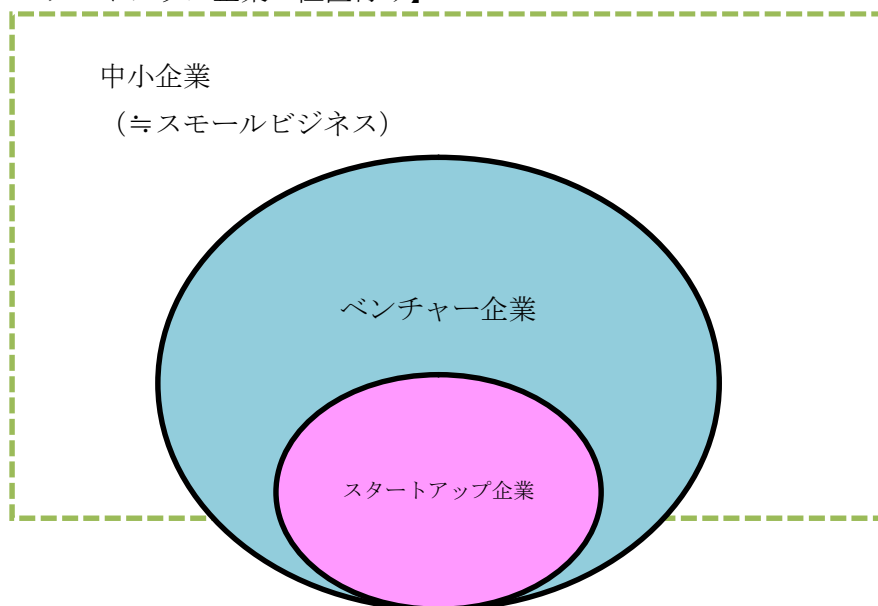 中小企業
（≒スモールビジネス）
ベンチャー企業
スタートアップ企業